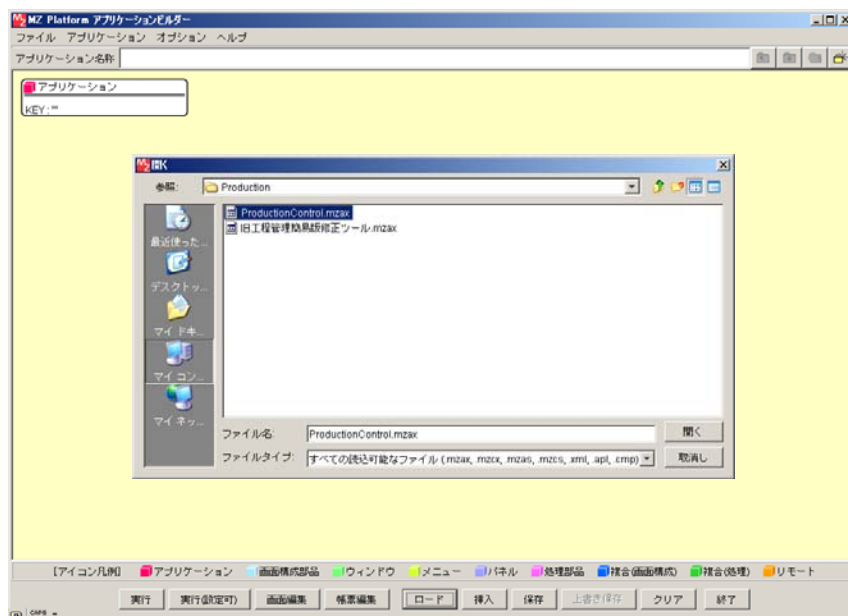 MZ Platform アプリケーションビルダー
ファイル アプリケーション オプション ヘルプ
アプリケーション名称
アプリケーション
KEY:""
開く
参照: Production
ProductionControl.mzax
旧工程管理簡易版修正ツール.mzax
最近使った...
デスクトッ...
マイ ドキ...
マイ コン...
マイ ネッ...
ファイル名: ProductionControl.mzax 開く
ファイルタイプ: すべての読込可能なファイル (mzax, mzcx, mzas, mzcs, xml, apl, cmp) 取消し
[アイコン凡例] アプリケーション 画面構成部品 ウィンドウ メニュー パネル 処理部品 複合(画面構成) 複合(処理) リモート
実行 実行(設定可) 画面編集 帳票編集 ロード 挿入 保存 上書き保存 クリア 終了
CAPS